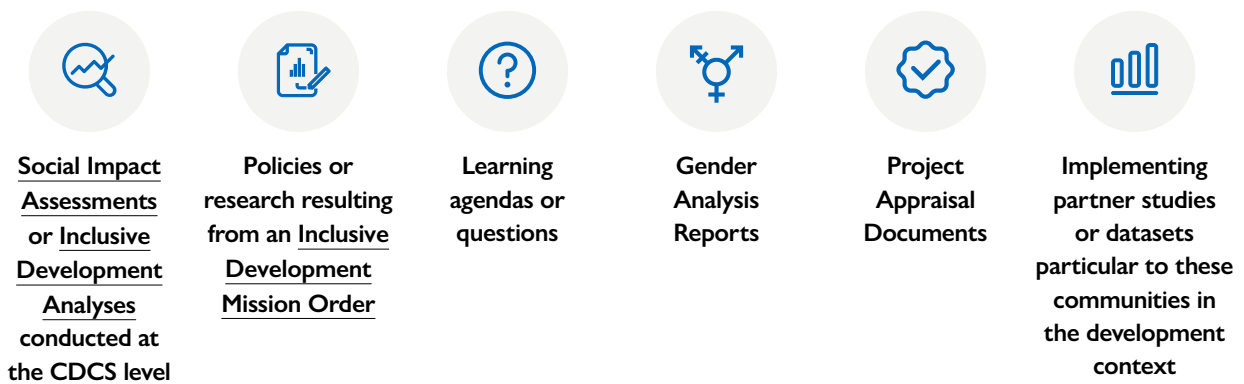 Social Impact
Assessments
or Inclusive
Development
Analyses
conducted at
the CDCS level
Policies or
research resulting
from an Inclusive
Development
Mission Order
Learning
agendas or
questions
Gender
Analysis
Reports
Project
Appraisal
Documents
Implementing
partner studies
or datasets
particular to these
communities in
the development
context